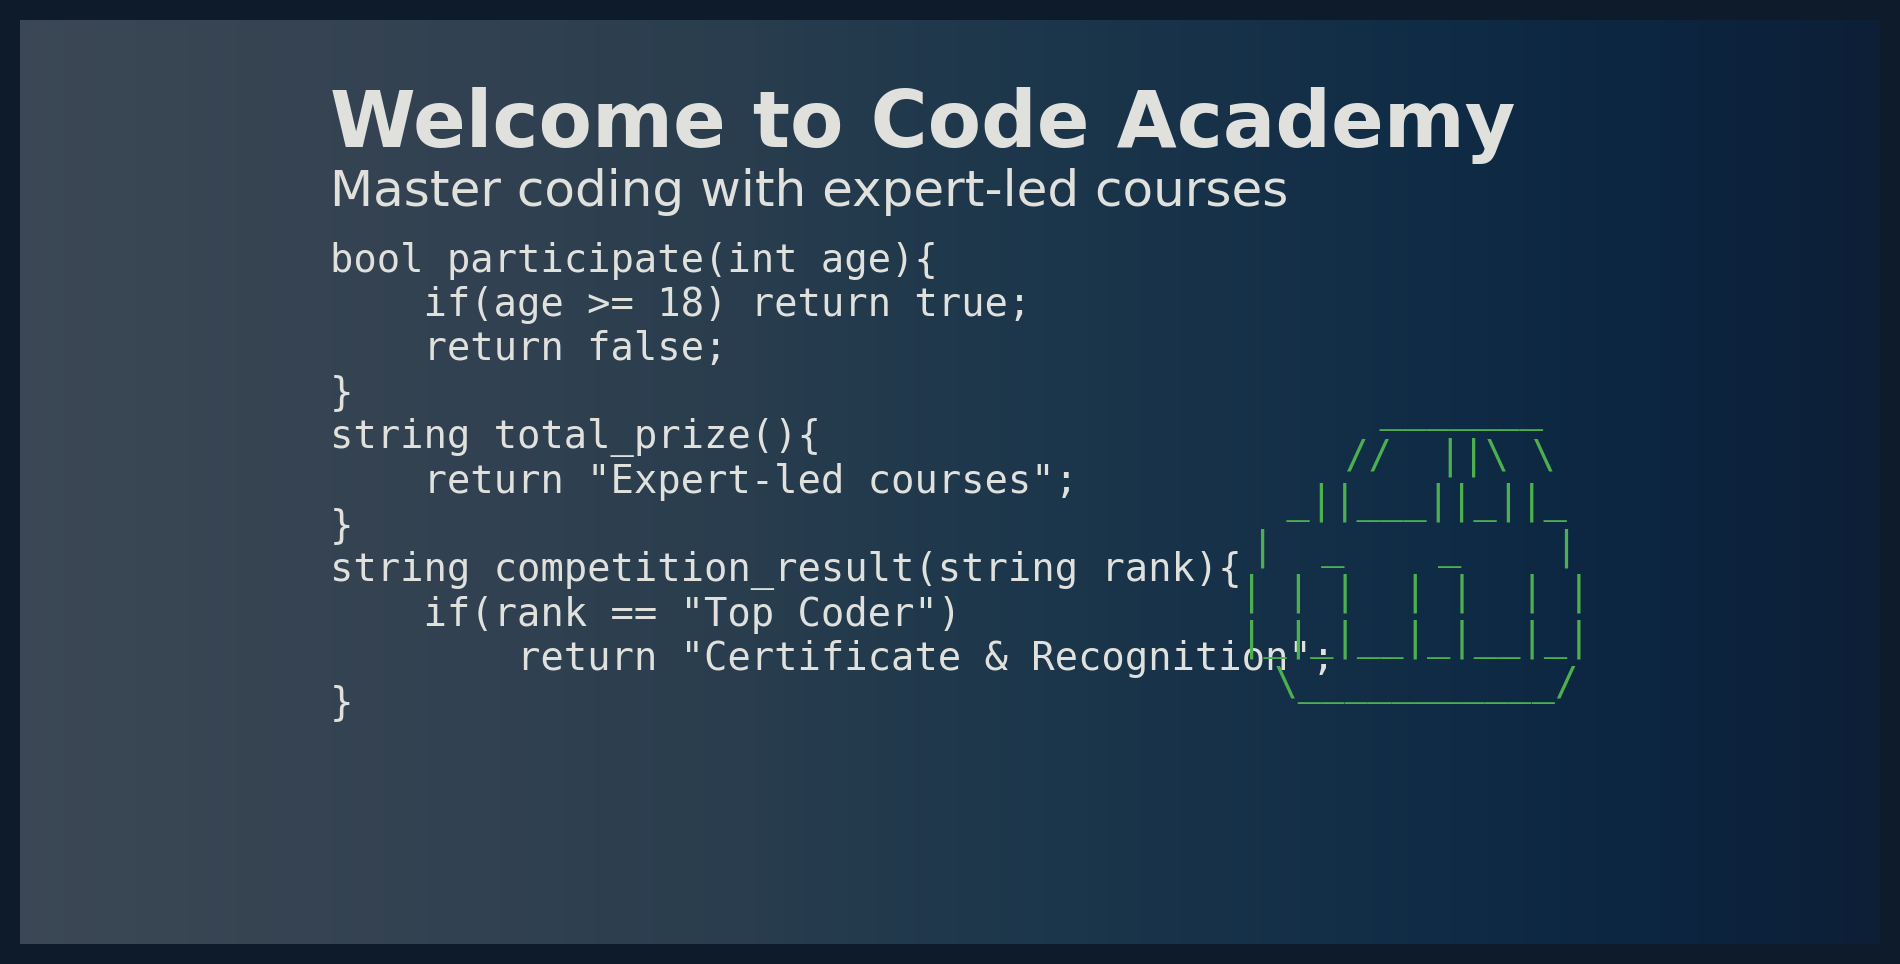 Welcome to Code Academy
Master coding with expert-led courses
bool participate(int age){
    if(age >= 18) return true;
    return false;
}
string total_prize(){
    return "Expert-led courses";
}
string competition_result(string rank){
    if(rank == "Top Coder")
        return "Certificate & Recognition";
}